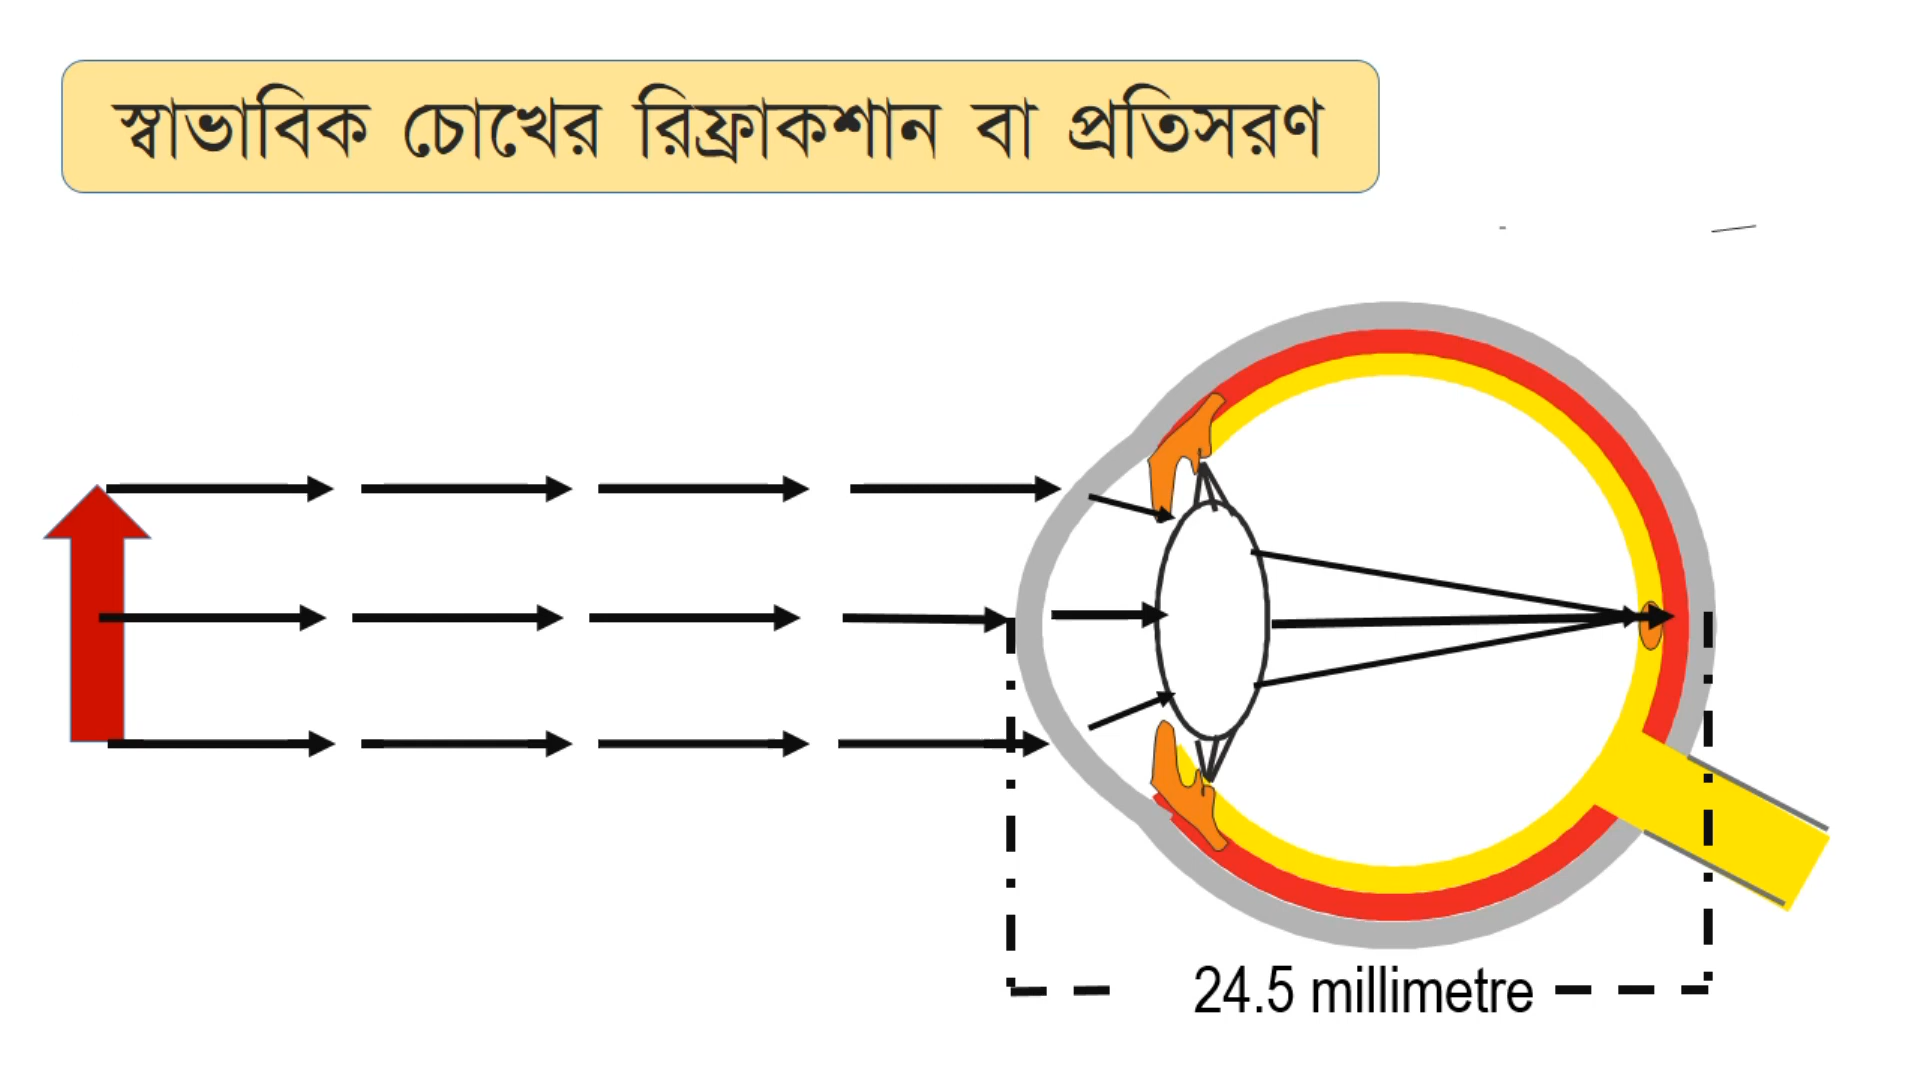 স্বাভাবিক চোখের রিফ্রাকশান বা প্রতিসরণ
24.5 millimetre